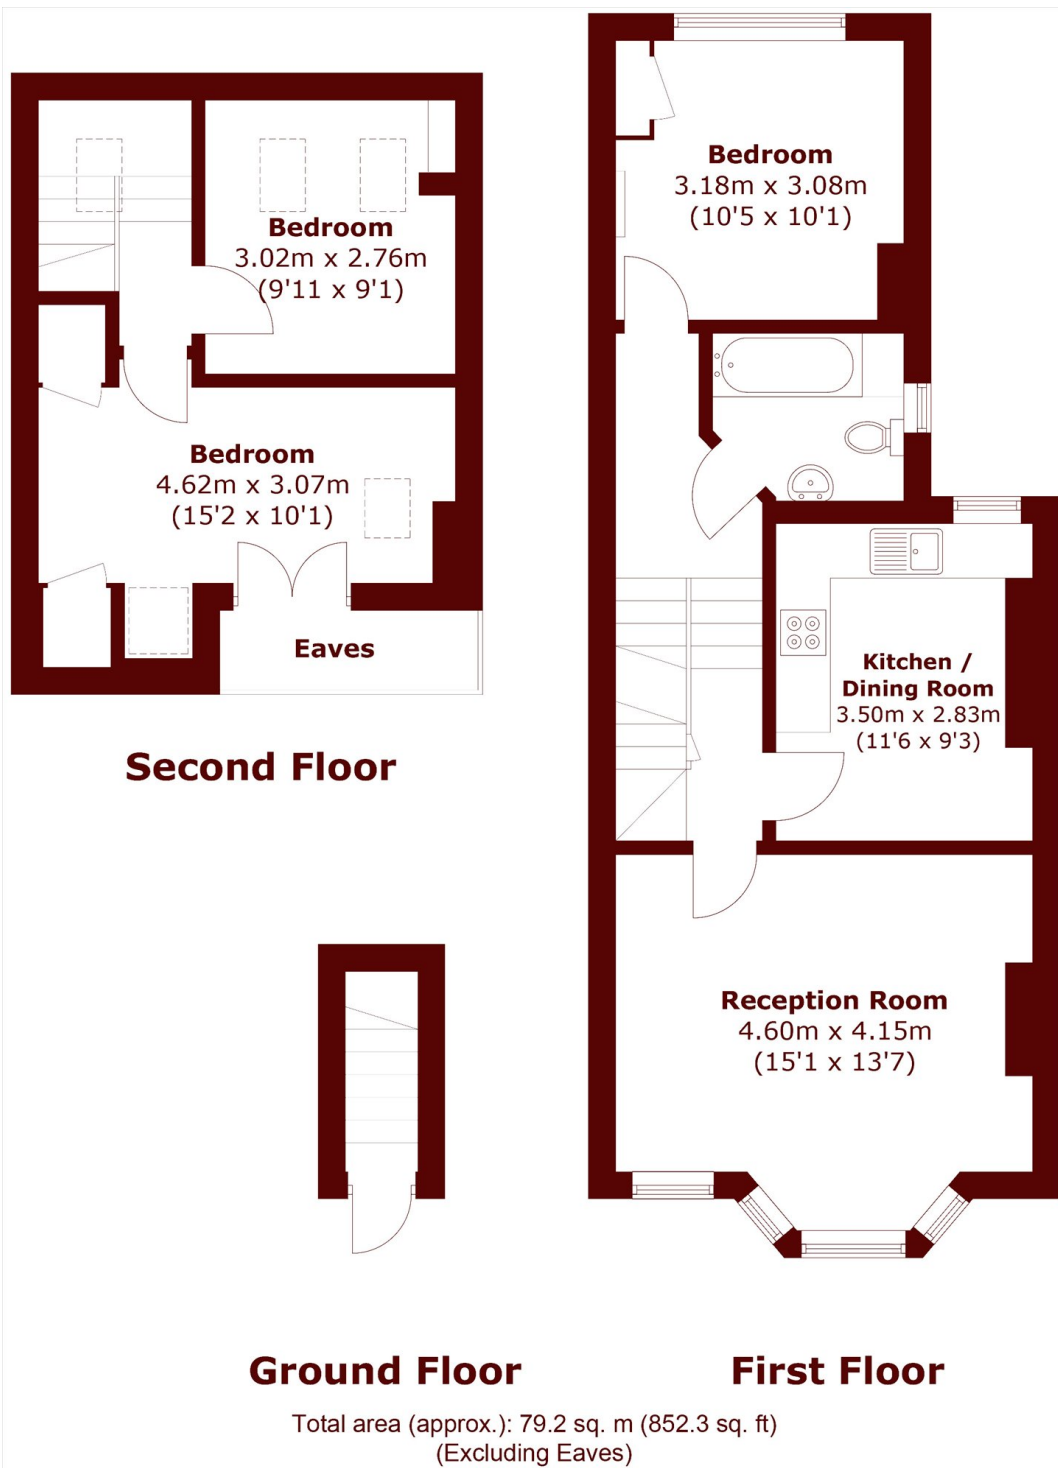 Bedroom
3.02m x 2.76m
(9'11 x 9'1)
Bedroom
4.62m x 3.07m
(15'2 x 10'1)
Eaves
Second Floor
Bedroom
3.18m x 3.08m
(10'5 x 10'1)
Kitchen /
Dining Room
3.50m x 2.83m
(11'6 x 9'3)
Reception Room
4.60m x 4.15m
(15'1 x 13'7)
Ground Floor
First Floor
Total area (approx.): 79.2 sq. m (852.3 sq. ft)
(Excluding Eaves)